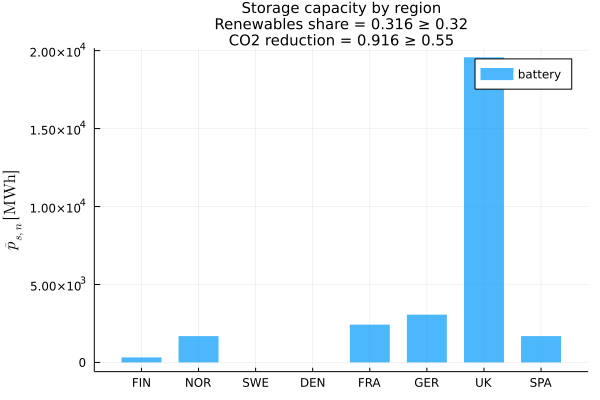 Storage capacity by region
Renewables share = 0.316 ≥ 0.32
CO2 reduction = 0.916 ≥ 0.55
2.00×10⁴
battery
1.50×10⁴
1.00×10⁴
5.00×10³
0
p̄ₛ,ₙ [MWh]
FIN NOR SWE DEN FRA GER UK SPA